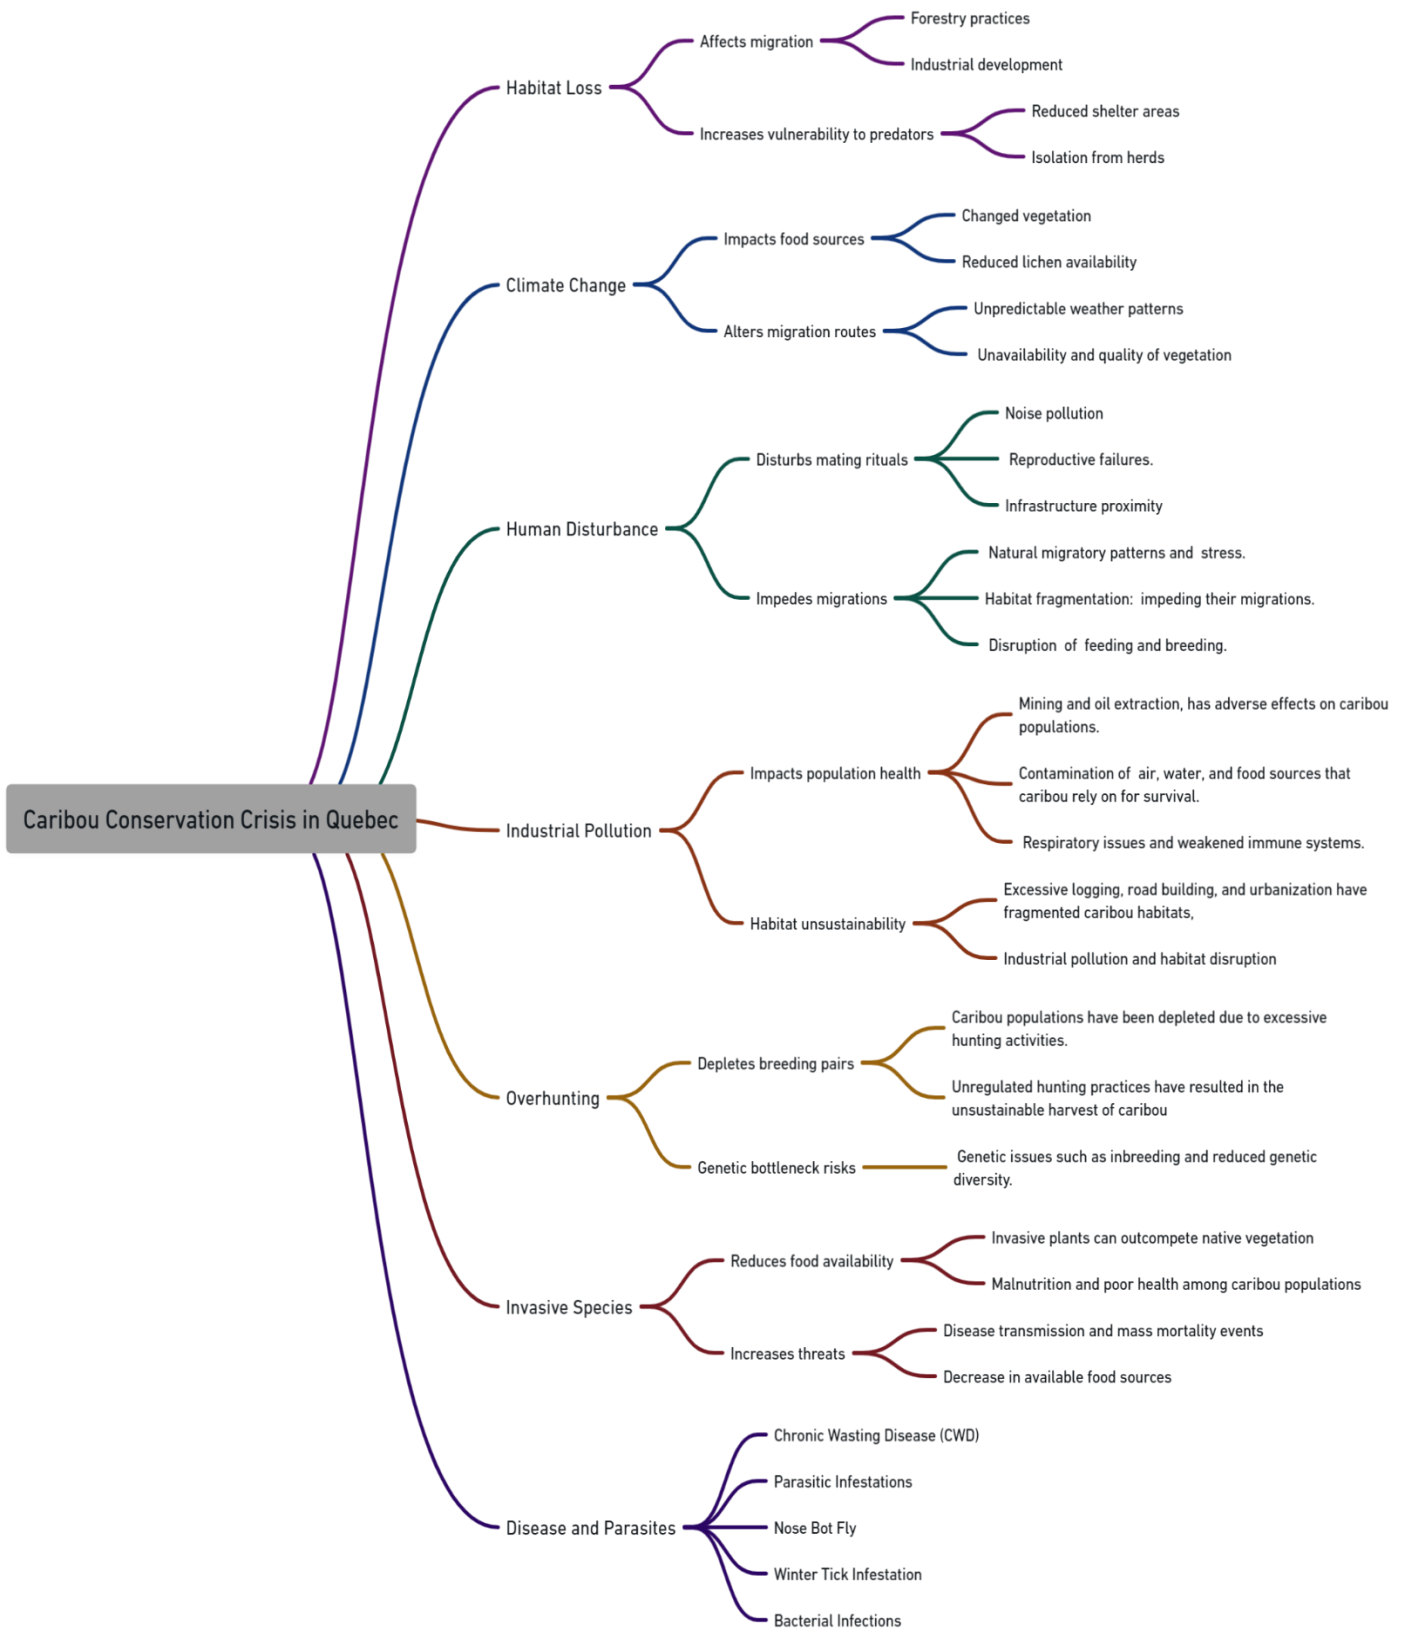 Forestry practices
Affects migration
Industrial development
Habitat Loss
Reduced shelter areas
Increases vulnerability to predators
Isolation from herds
Changed vegetation
Impacts food sources
Reduced lichen availability
Climate Change
Unpredictable weather patterns
Alters migration routes
Unavailability and quality of vegetation
Noise pollution
Disturbs mating rituals
Reproductive failures.
Infrastructure proximity
Human Disturbance
Natural migratory patterns and  stress.
Impedes migrations
Habitat fragmentation:  impeding their migrations.
Disruption  of  feeding and breeding.
Mining and oil extraction, has adverse effects on caribou
populations.
Impacts population health
Contamination of  air, water, and food sources that
caribou rely on for survival.
Respiratory issues and weakened immune systems.
Caribou Conservation Crisis in Quebec
Industrial Pollution
Excessive logging, road building, and urbanization have
fragmented caribou habitats,
Habitat unsustainability
Industrial pollution and habitat disruption
Caribou populations have been depleted due to excessive
hunting activities.
Depletes breeding pairs
Unregulated hunting practices have resulted in the
unsustainable harvest of caribou
Overhunting
Genetic bottleneck risks
Genetic issues such as inbreeding and reduced genetic
diversity.
Invasive plants can outcompete native vegetation
Reduces food availability
Malnutrition and poor health among caribou populations
Invasive Species
Disease transmission and mass mortality events
Increases threats
Decrease in available food sources
Chronic Wasting Disease (CWD)
Parasitic Infestations
Disease and Parasites
Nose Bot Fly
Winter Tick Infestation
Bacterial Infections